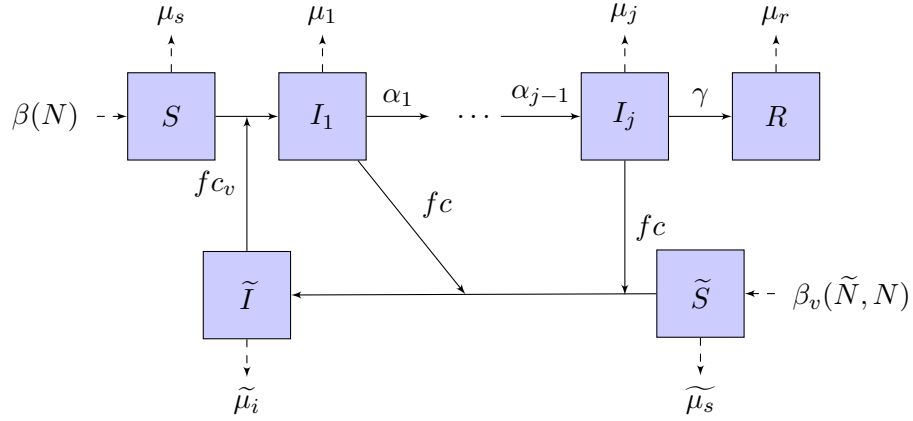 μ_s μ_1 μ_j μ_r
β(N) S I_1 α_1 ⋯ α_{j−1} I_j γ R
fc_v fc fc
Ĩ S̃ β_v(Ñ, N)
μ̃_i μ̃_s